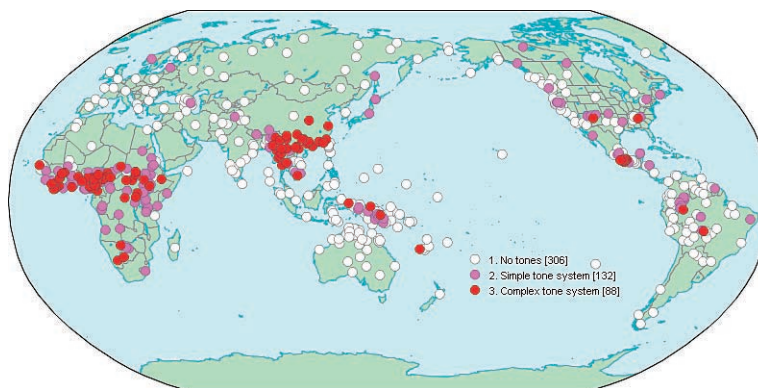 1. No tones [306]
2. Simple tone system [132]
3. Complex tone system [88]